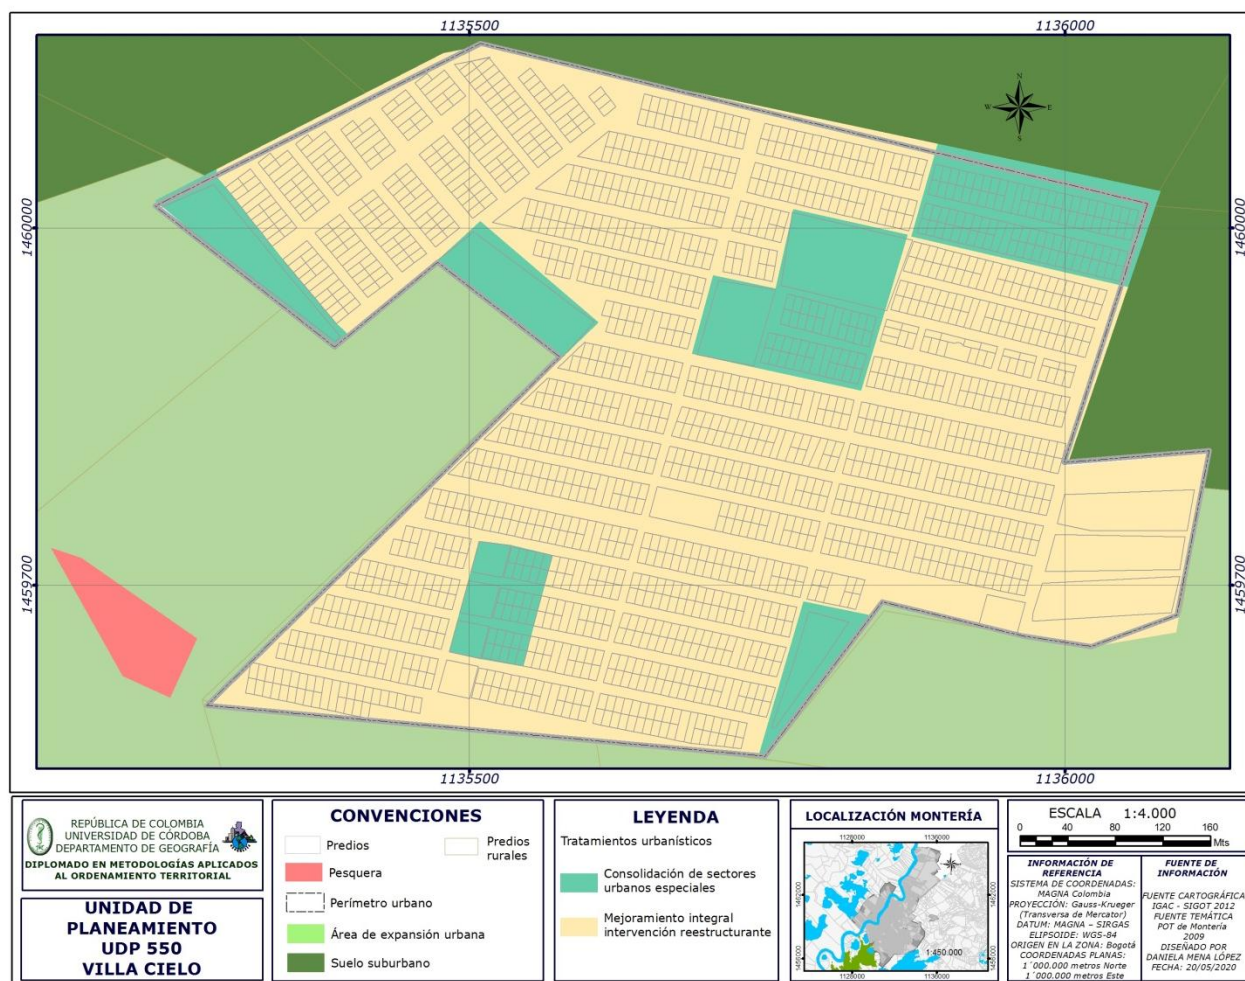 1135500
1136000
N
W
E
S
1460000
1460000
1459700
1459700
1135500
1136000
REPÚBLICA DE COLOMBIA
UNIVERSIDAD DE CÓRDOBA
DEPARTAMENTO DE GEOGRAFÍA
DIPLOMADO EN METODOLOGÍAS APLICADOS
AL ORDENAMIENTO TERRITORIAL
UNIDAD DE
PLANEAMIENTO
UDP 550
VILLA CIELO
CONVENCIONES
Predios
Predios
rurales
Pesquera
Perímetro urbano
Área de expansión urbana
Suelo suburbano
LEYENDA
Tratamientos urbanísticos
Consolidación de sectores
urbanos especiales
Mejoramiento integral
intervención reestructurante
LOCALIZACIÓN MONTERÍA
1128000
1136000
1:450.000
1128000
1136000
ESCALA 1:4.000
0 40 80 120 160
Mts
INFORMACIÓN DE
REFERENCIA
SISTEMA DE COORDENADAS:
MAGNA Colombia
PROYECCIÓN: Gauss-Krueger
(Transversa de Mercator)
DATUM: MAGNA – SIRGAS
ELIPSOIDE: WGS-84
ORIGEN EN LA ZONA: Bogotá
COORDENADAS PLANAS:
1´000.000 metros Norte
1´000.000 metros Este
FUENTE DE
INFORMACIÓN
FUENTE CARTOGRÁFICA
IGAC - SIGOT 2012
FUENTE TEMÁTICA
POT de Montería
2009
DISEÑADO POR
DANIELA MENA LÓPEZ
FECHA: 20/05/2020